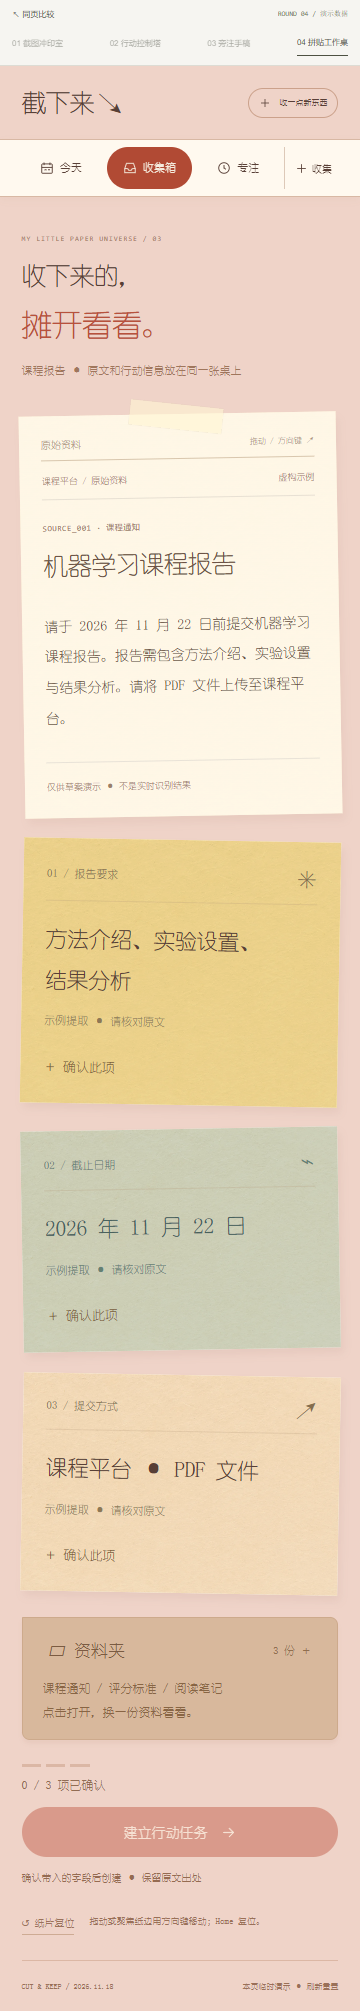 ↖ 同页比较
ROUND 04 / 演示数据
01 截图冲印室
02 行动控制塔
03 旁注手稿
04 拼贴工作桌
截下来
+ 收一点新东西
今天
收集箱
专注
+ 收集
MY LITTLE PAPER UNIVERSE / 03
收下来的，
摊开看看。
课程报告 • 原文和行动信息放在同一张桌上
原始资料
拖动 / 方向键 ↗
课程平台 / 原始资料
虚构示例
SOURCE_001 · 课程通知
机器学习课程报告
请于 2026 年 11 月 22 日前提交机器学习
课程报告。报告需包含方法介绍、实验设置
与结果分析。请将 PDF 文件上传至课程平
台。
仅供草案演示 • 不是实时识别结果
01 / 报告要求
方法介绍、实验设置、
结果分析
示例提取 • 请核对原文
+ 确认此项
02 / 截止日期
2026 年 11 月 22 日
示例提取 • 请核对原文
+ 确认此项
03 / 提交方式
课程平台 • PDF 文件
示例提取 • 请核对原文
+ 确认此项
资料夹
3 份 +
课程通知 / 评分标准 / 阅读笔记
点击打开，换一份资料看看。
0 / 3 项已确认
建立行动任务 →
确认带入的字段后创建 • 保留原文出处
↺ 纸片复位
拖动或聚焦纸边用方向键移动；Home 复位。
CUT & KEEP / 2026.11.18
本页临时演示 • 刷新重置